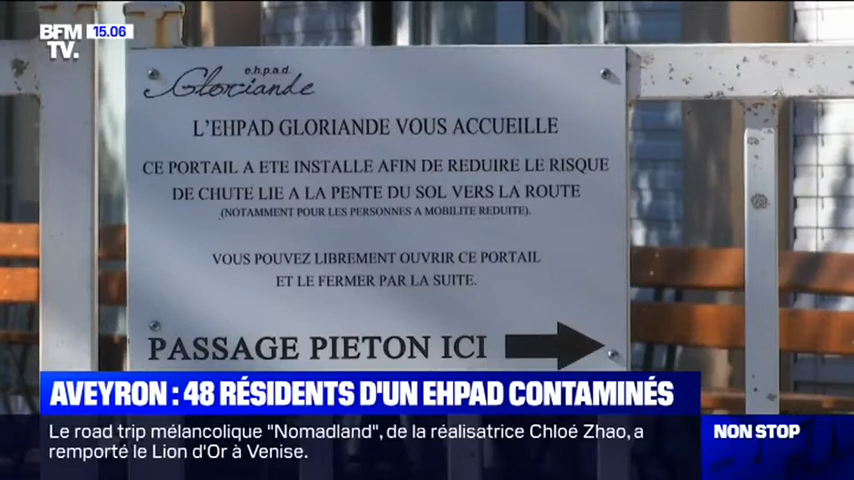 BFM
TV.
15.06
e.h.p.a.d.
Gloriande
L'EHPAD GLORIANDE VOUS ACCUEILLE
CE PORTAIL A ETE INSTALLE AFIN DE REDUIRE LE RISQUE
DE CHUTE LIE A LA PENTE DU SOL VERS LA ROUTE
(NOTAMMENT POUR LES PERSONNES A MOBILITE REDUITE).
VOUS POUVEZ LIBREMENT OUVRIR CE PORTAIL
ET LE FERMER PAR LA SUITE.
PASSAGE PIETON ICI
AVEYRON : 48 RÉSIDENTS D'UN EHPAD CONTAMINÉS
Le road trip mélancolique "Nomadland", de la réalisatrice Chloé Zhao, a
remporté le Lion d'Or à Venise.
NON STOP